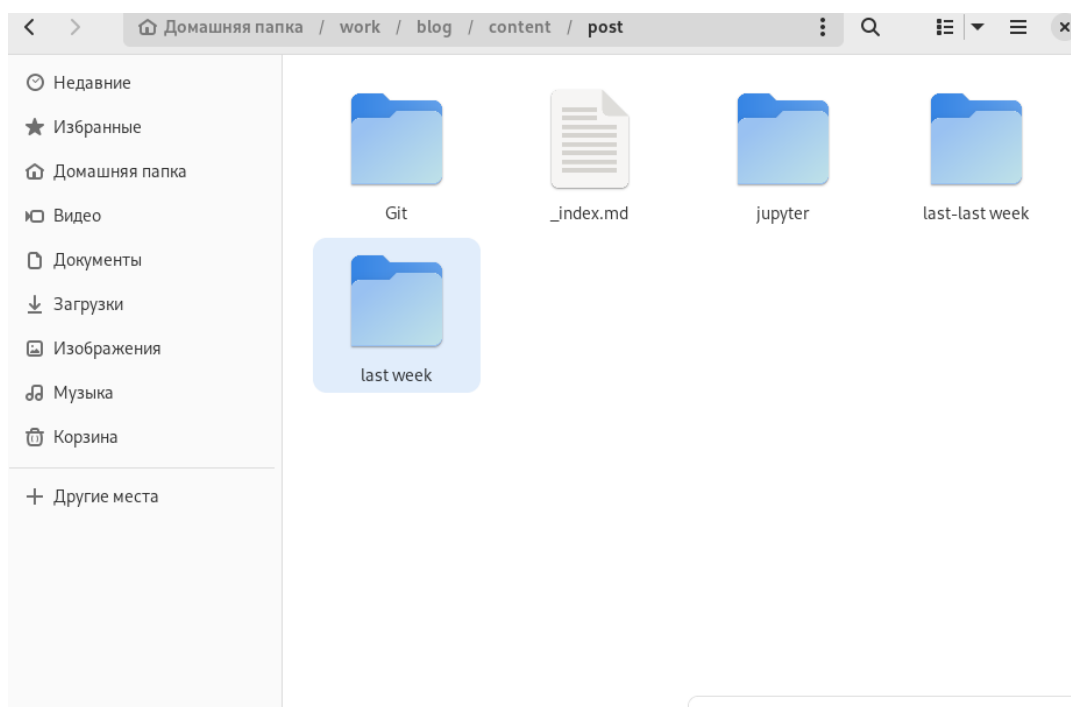 Домашняя папка / work / blog / content / post
Недавние
Избранные
Домашняя папка
Видео
Документы
Загрузки
Изображения
Музыка
Корзина
Другие места
Git
_index.md
jupyter
last-last week
last week